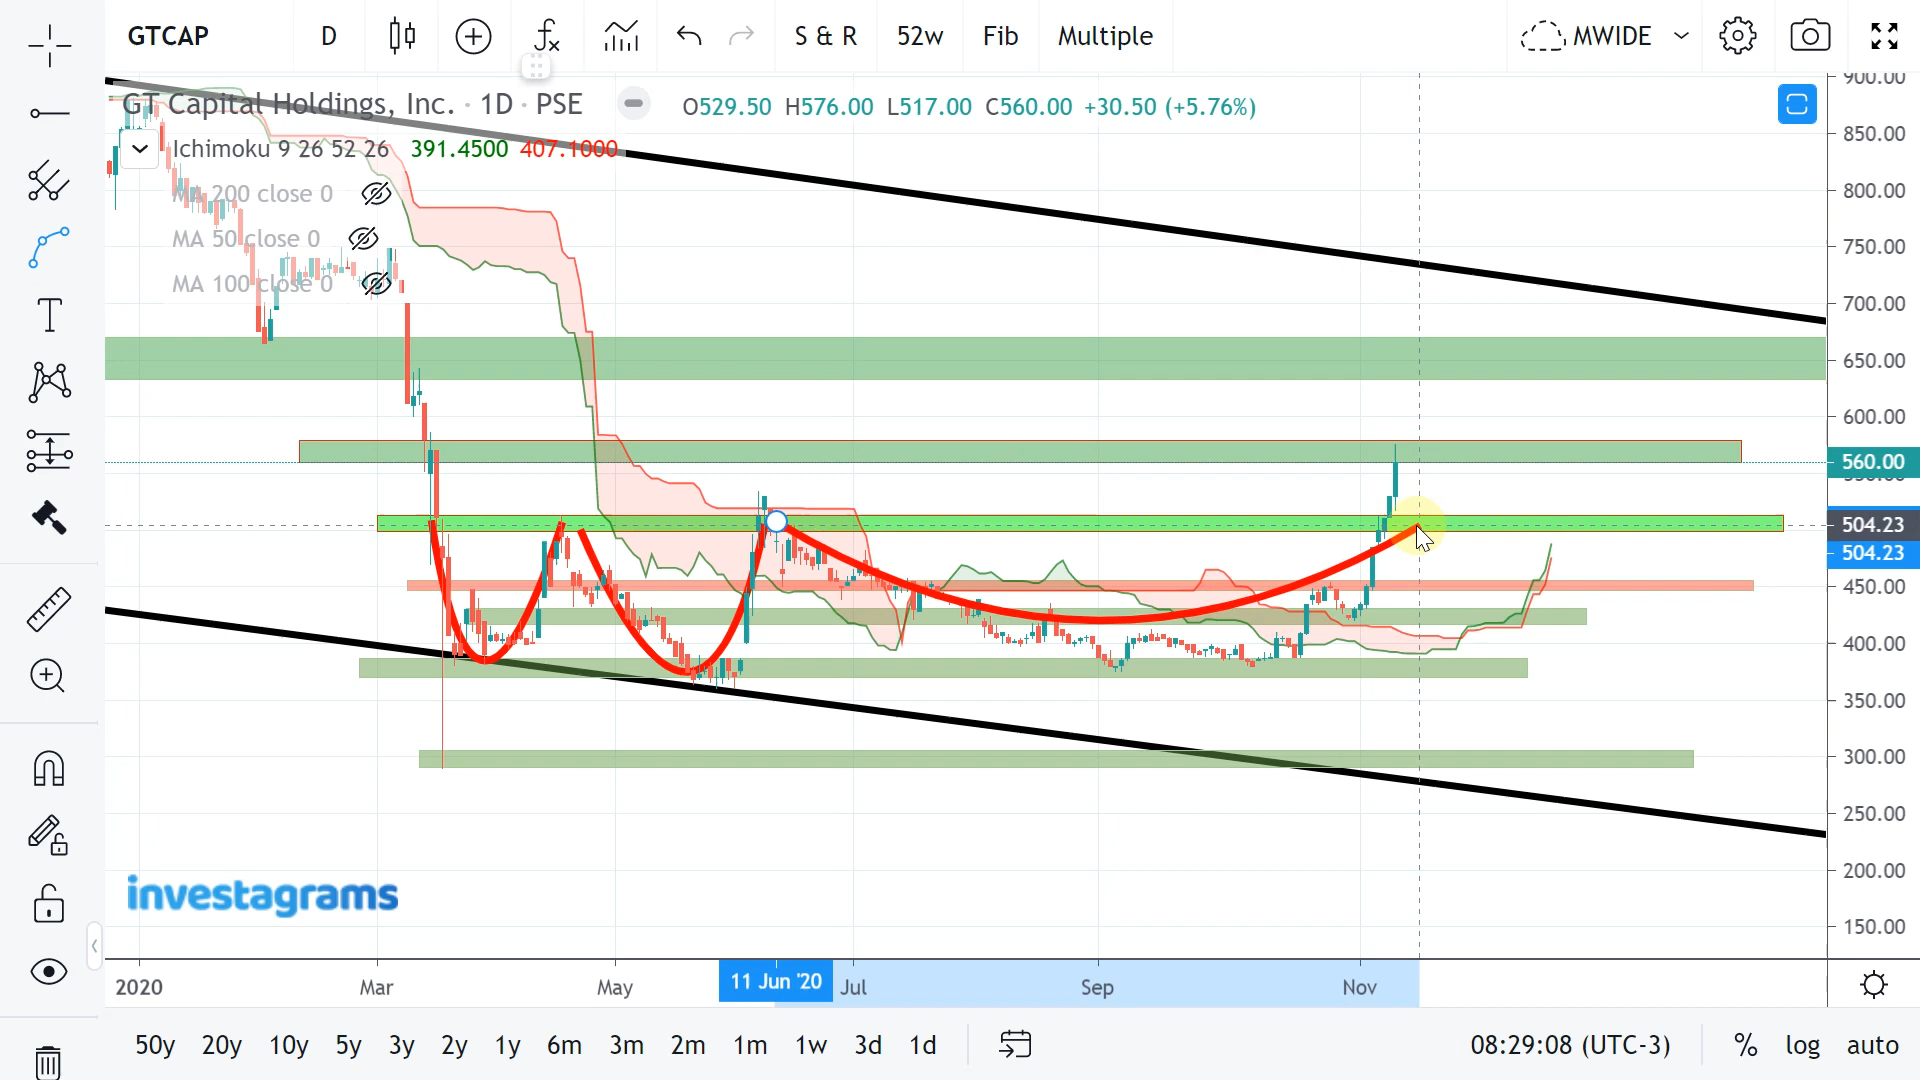 GTCAP D S & R 52w Fib Multiple MWIDE
GT Capital Holdings, Inc. · 1D · PSE O529.50 H576.00 L517.00 C560.00 +30.50 (+5.76%)
Ichimoku 9 26 52 26 391.4500 407.1000
MA 200 close 0
MA 50 close 0
MA 100 close 0
900.00
850.00
800.00
750.00
700.00
650.00
600.00
560.00
550.00
504.23
504.23
450.00
400.00
350.00
300.00
250.00
200.00
150.00
investagrams
2020 Mar May 11 Jun '20 Jul Sep Nov
50y 20y 10y 5y 3y 2y 1y 6m 3m 2m 1m 1w 3d 1d 08:29:08 (UTC-3) % log auto